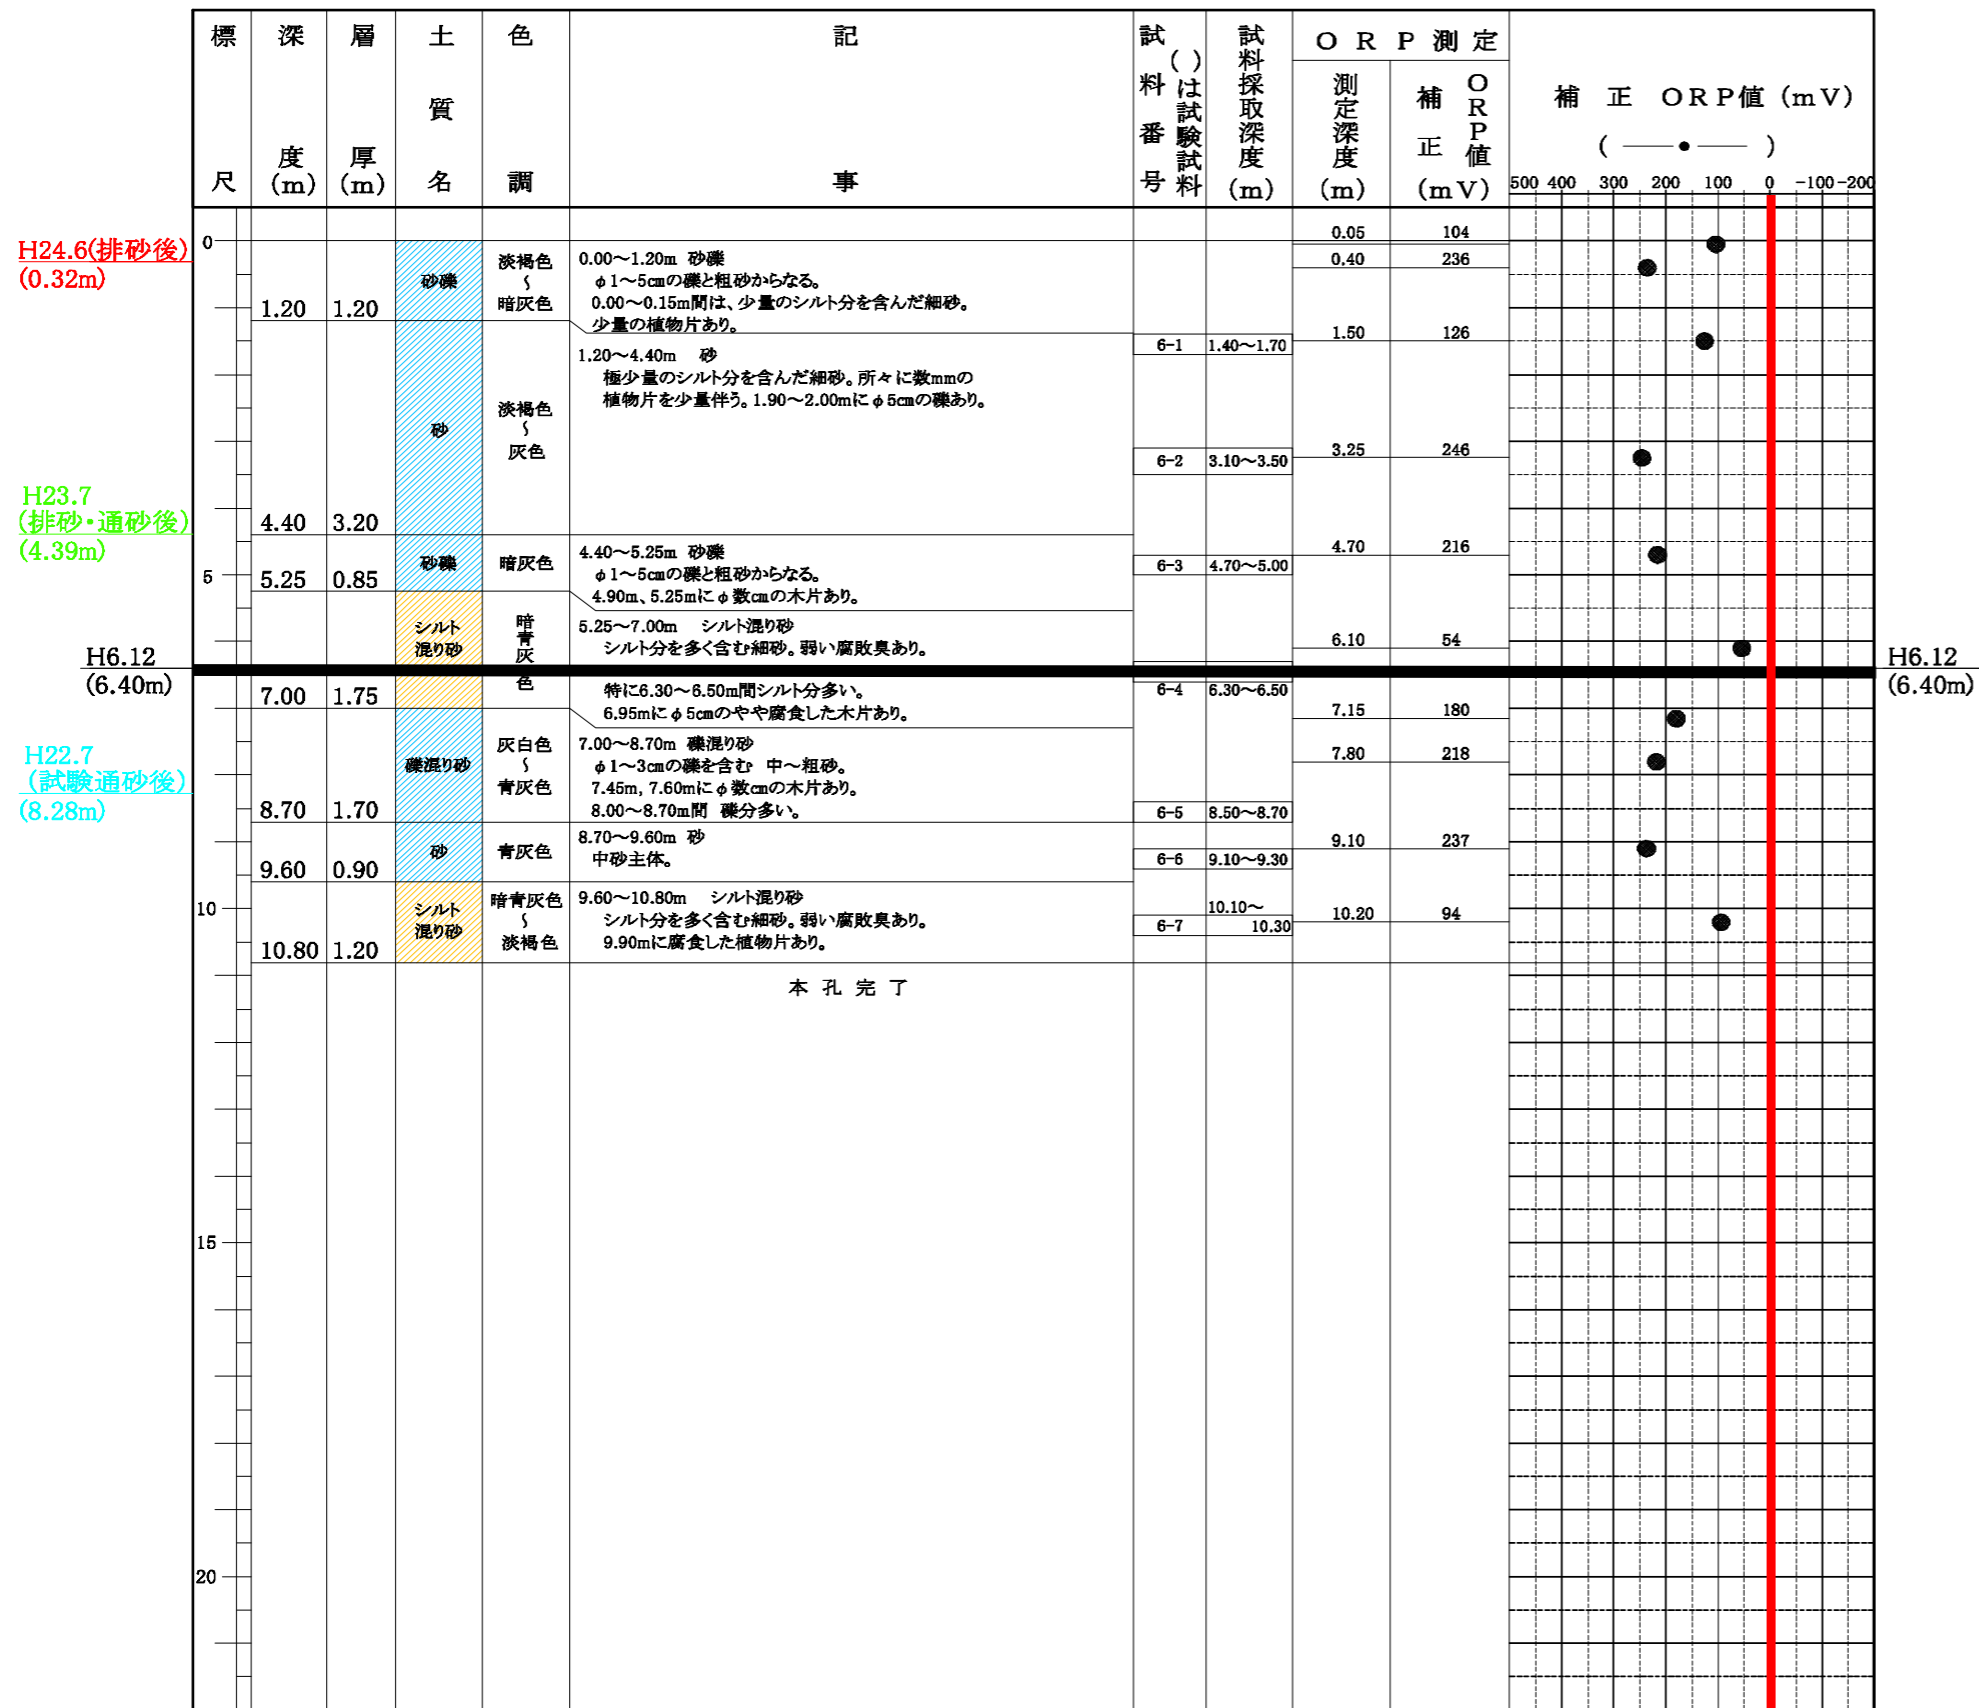 標尺
深度(m)
層厚(m)
土質名
色調
記事
試料番号
( )は試験試料
試料採取深度(m)
ORP測定
測定深度(m)
補正ORP値(mV)
補正 ORP値(mV)
( ―●― )
500 400 300 200 100 0 -100 -200
H24.6(排砂後)
(0.32m)
H23.7
(排砂・通砂後)
(4.39m)
H6.12
(6.40m)
H22.7
(試験通砂後)
(8.28m)
0
5
10
15
20
1.20 1.20
砂礫
淡褐色
~
暗灰色
0.00~1.20m 砂礫
φ1~5cmの礫と粗砂からなる。
0.00~0.15m間は、少量のシルト分を含んだ細砂。
少量の植物片あり。
4.40 3.20
砂
淡褐色
~
灰色
1.20~4.40m 砂
極少量のシルト分を含んだ細砂。所々に数mmの
植物片を少量伴う。1.90~2.00mにφ5cmの礫あり。
5.25 0.85
砂礫
暗灰色
4.40~5.25m 砂礫
φ1~5cmの礫と粗砂からなる。
4.90m、5.25mにφ数cmの木片あり。
7.00 1.75
シルト
混り砂
暗青灰色
5.25~7.00m シルト混り砂
シルト分を多く含む細砂。弱い腐敗臭あり。
特に6.30~6.50m間シルト分多い。
6.95mにφ5cmのやや腐食した木片あり。
8.70 1.70
礫混り砂
灰白色
~
青灰色
7.00~8.70m 礫混り砂
φ1~3cmの礫を含む 中~粗砂。
7.45m, 7.60mにφ数cmの木片あり。
8.00~8.70m間 礫分多い。
9.60 0.90
砂
青灰色
8.70~9.60m 砂
中砂主体。
10.80 1.20
シルト
混り砂
暗青灰色
~
淡褐色
9.60~10.80m シルト混り砂
シルト分を多く含む細砂。弱い腐敗臭あり。
9.90mに腐食した植物片あり。
本孔完了
6-1 1.40~1.70
6-2 3.10~3.50
6-3 4.70~5.00
6-4 6.30~6.50
6-5 8.50~8.70
6-6 9.10~9.30
6-7 10.10~
10.30
0.05 104
0.40 236
1.50 126
3.25 246
4.70 216
6.10 54
7.15 180
7.80 218
9.10 237
10.20 94
H6.12
(6.40m)